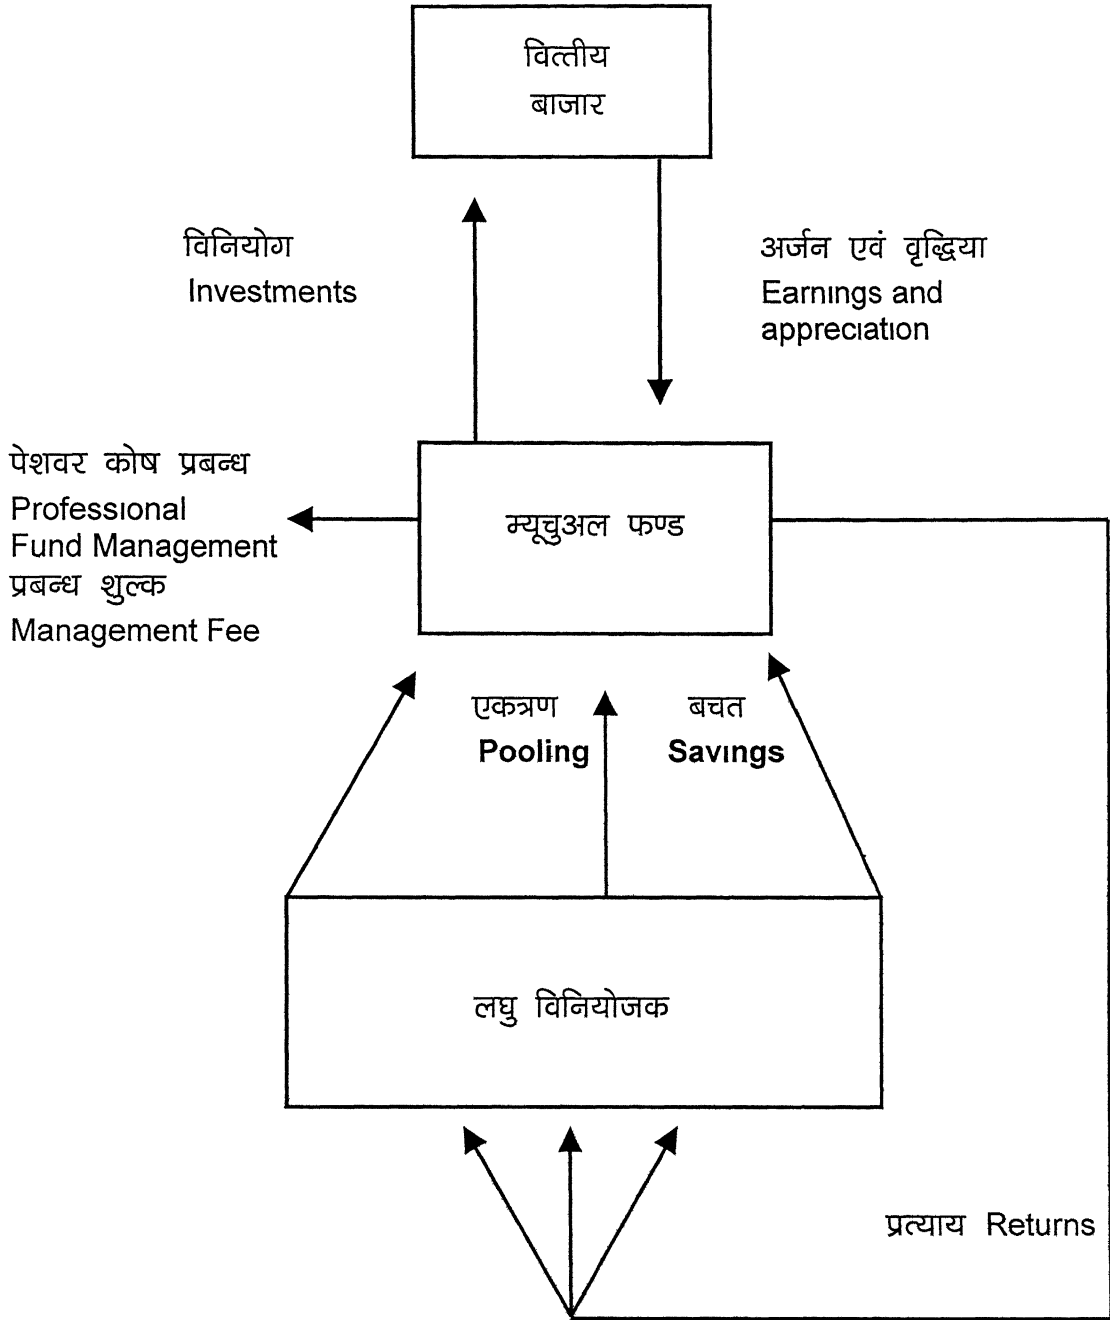 वित्तीय
बाजार
विनियोग
Investments
अर्जन एवं वृद्धिया
Earnings and
appreciation
पेशवर कोष प्रबन्ध
Professional
Fund Management
प्रबन्ध शुल्क
Management Fee
म्यूचुअल फण्ड
एकत्रण बचत
Pooling Savings
लघु विनियोजक
प्रत्याय Returns